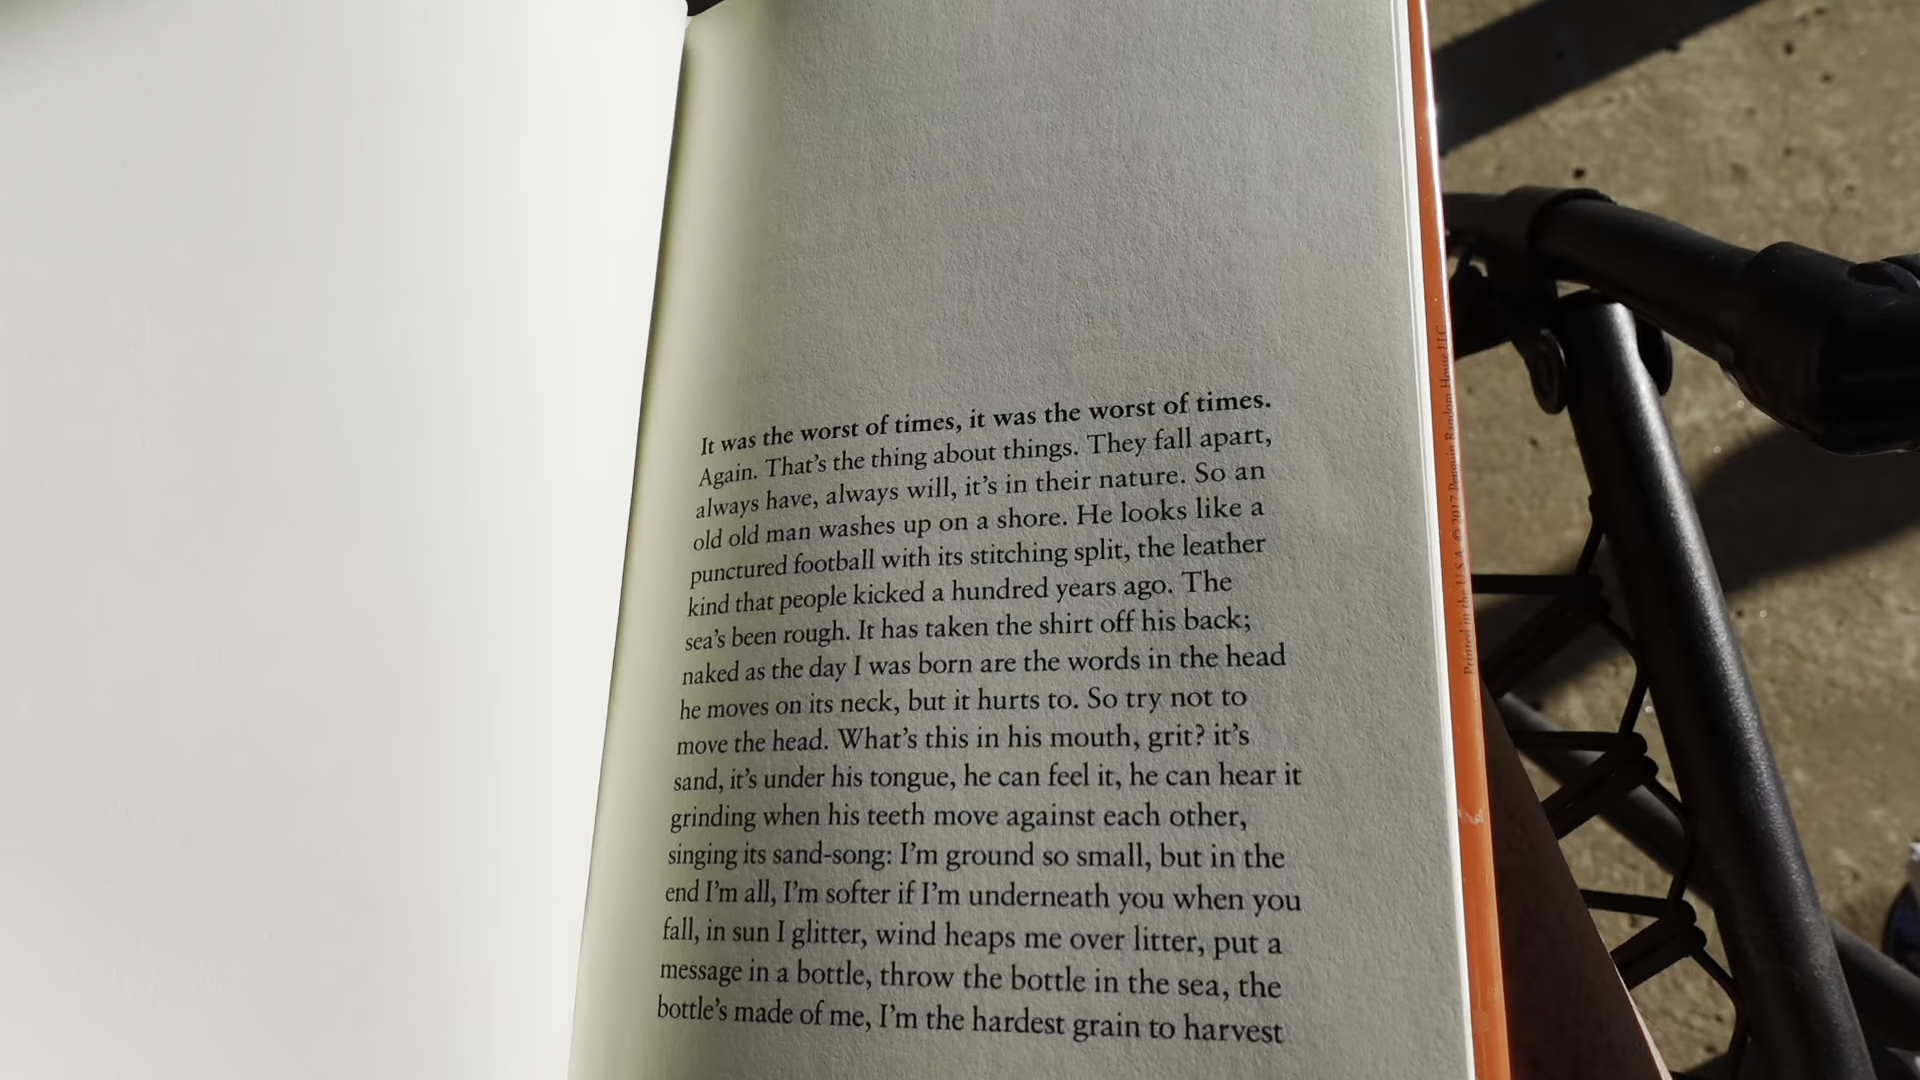 It was the worst of times, it was the worst of times.
Again. That's the thing about things. They fall apart,
always have, always will, it's in their nature. So an
old old man washes up on a shore. He looks like a
punctured football with its stitching split, the leather
kind that people kicked a hundred years ago. The
sea's been rough. It has taken the shirt off his back;
naked as the day I was born are the words in the head
he moves on its neck, but it hurts to. So try not to
move the head. What's this in his mouth, grit? it's
sand, it's under his tongue, he can feel it, he can hear it
grinding when his teeth move against each other,
singing its sand-song: I'm ground so small, but in the
end I'm all, I'm softer if I'm underneath you when you
fall, in sun I glitter, wind heaps me over litter, put a
message in a bottle, throw the bottle in the sea, the
bottle's made of me, I'm the hardest grain to harvest
Printed in the U.S.A. © 2017 Penguin Random House LLC